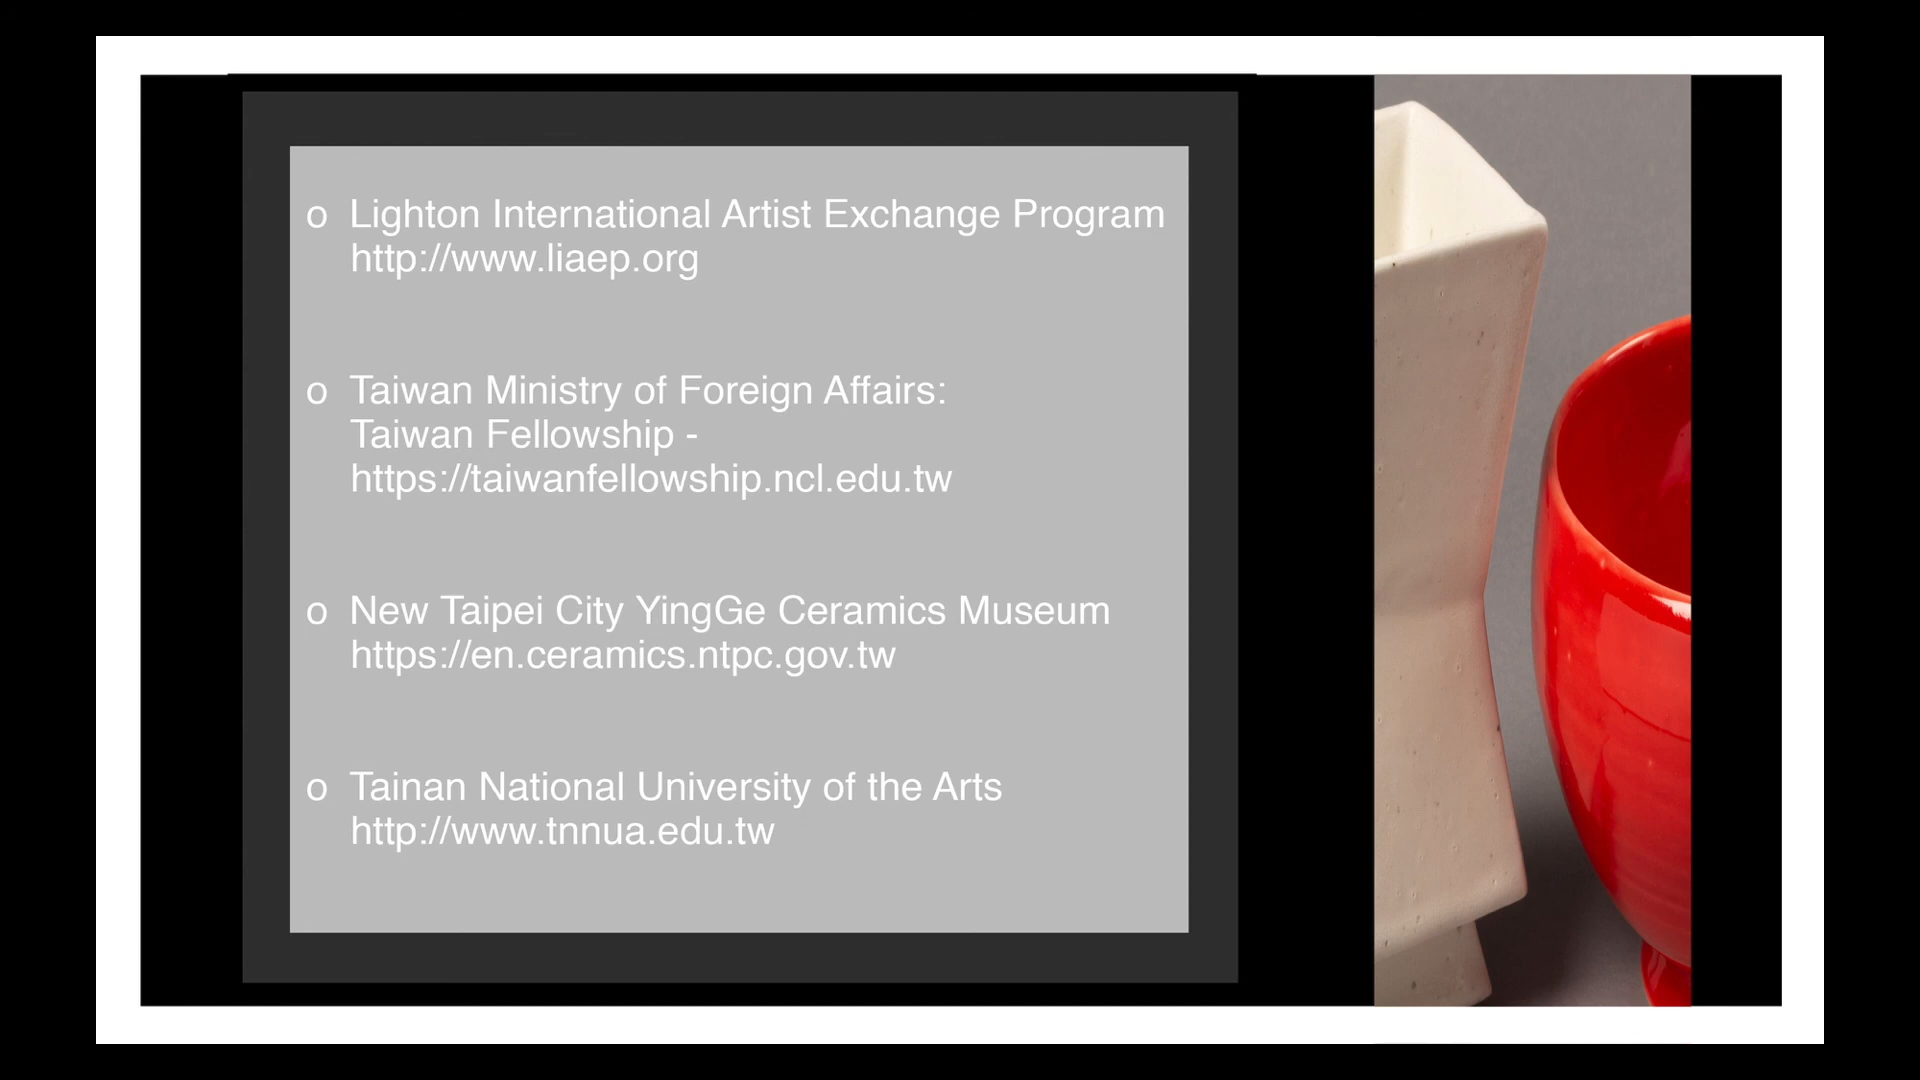 o Lighton International Artist Exchange Program
http://www.liaep.org
o Taiwan Ministry of Foreign Affairs:
Taiwan Fellowship -
https://taiwanfellowship.ncl.edu.tw
o New Taipei City YingGe Ceramics Museum
https://en.ceramics.ntpc.gov.tw
o Tainan National University of the Arts
http://www.tnnua.edu.tw